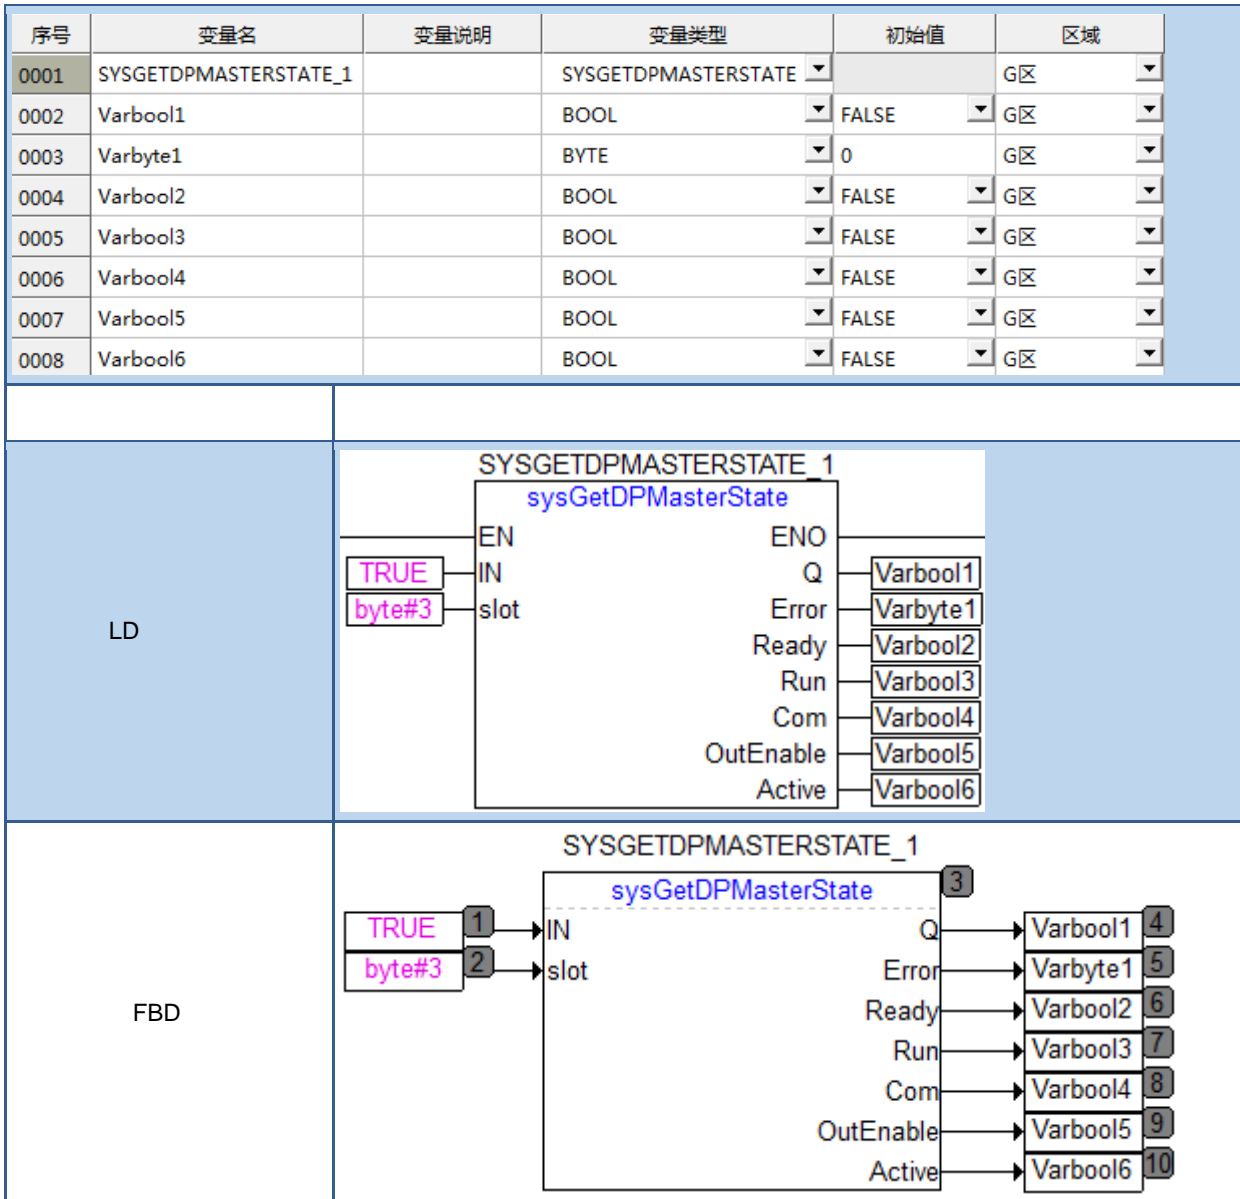 序号 变量名 变量说明 变量类型 初始值 区域
0001 SYSGETDPMASTERSTATE_1 SYSGETDPMASTERSTATE G区
0002 Varbool1 BOOL FALSE G区
0003 Varbyte1 BYTE 0 G区
0004 Varbool2 BOOL FALSE G区
0005 Varbool3 BOOL FALSE G区
0006 Varbool4 BOOL FALSE G区
0007 Varbool5 BOOL FALSE G区
0008 Varbool6 BOOL FALSE G区
LD
SYSGETDPMASTERSTATE_1
sysGetDPMasterState
EN ENO
TRUE IN Q Varbool1
byte#3 slot Error Varbyte1
Ready Varbool2
Run Varbool3
Com Varbool4
OutEnable Varbool5
Active Varbool6
FBD
SYSGETDPMASTERSTATE_1
sysGetDPMasterState 3
TRUE 1 IN Q Varbool1 4
byte#3 2 slot Error Varbyte1 5
Ready Varbool2 6
Run Varbool3 7
Com Varbool4 8
OutEnable Varbool5 9
Active Varbool6 10